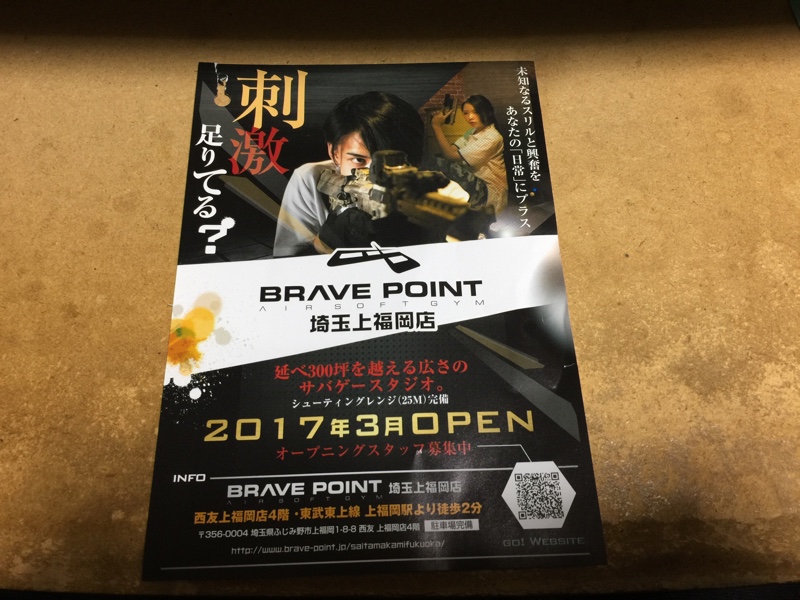 未知なるスリルと興奮を
あなたの「日常」にプラス
刺激
足りてる?
BRAVE POINT
AIRSOFT GYM
埼玉上福岡店
延べ300坪を越える広さの
サバゲースタジオ。
シューティングレンジ(25M)完備
2017年3月OPEN
オープニングスタッフ募集中
INFO
BRAVE POINT 埼玉上福岡店
AIRSOFT GYM
西友上福岡店4階・東武東上線 上福岡駅より徒歩2分
〒356-0004 埼玉県ふじみ野市上福岡1-8-8 西友 上福岡店4階 駐車場完備
http://www.brave-point.jp/saitamakamifukuoka/
GO! WEBSITE